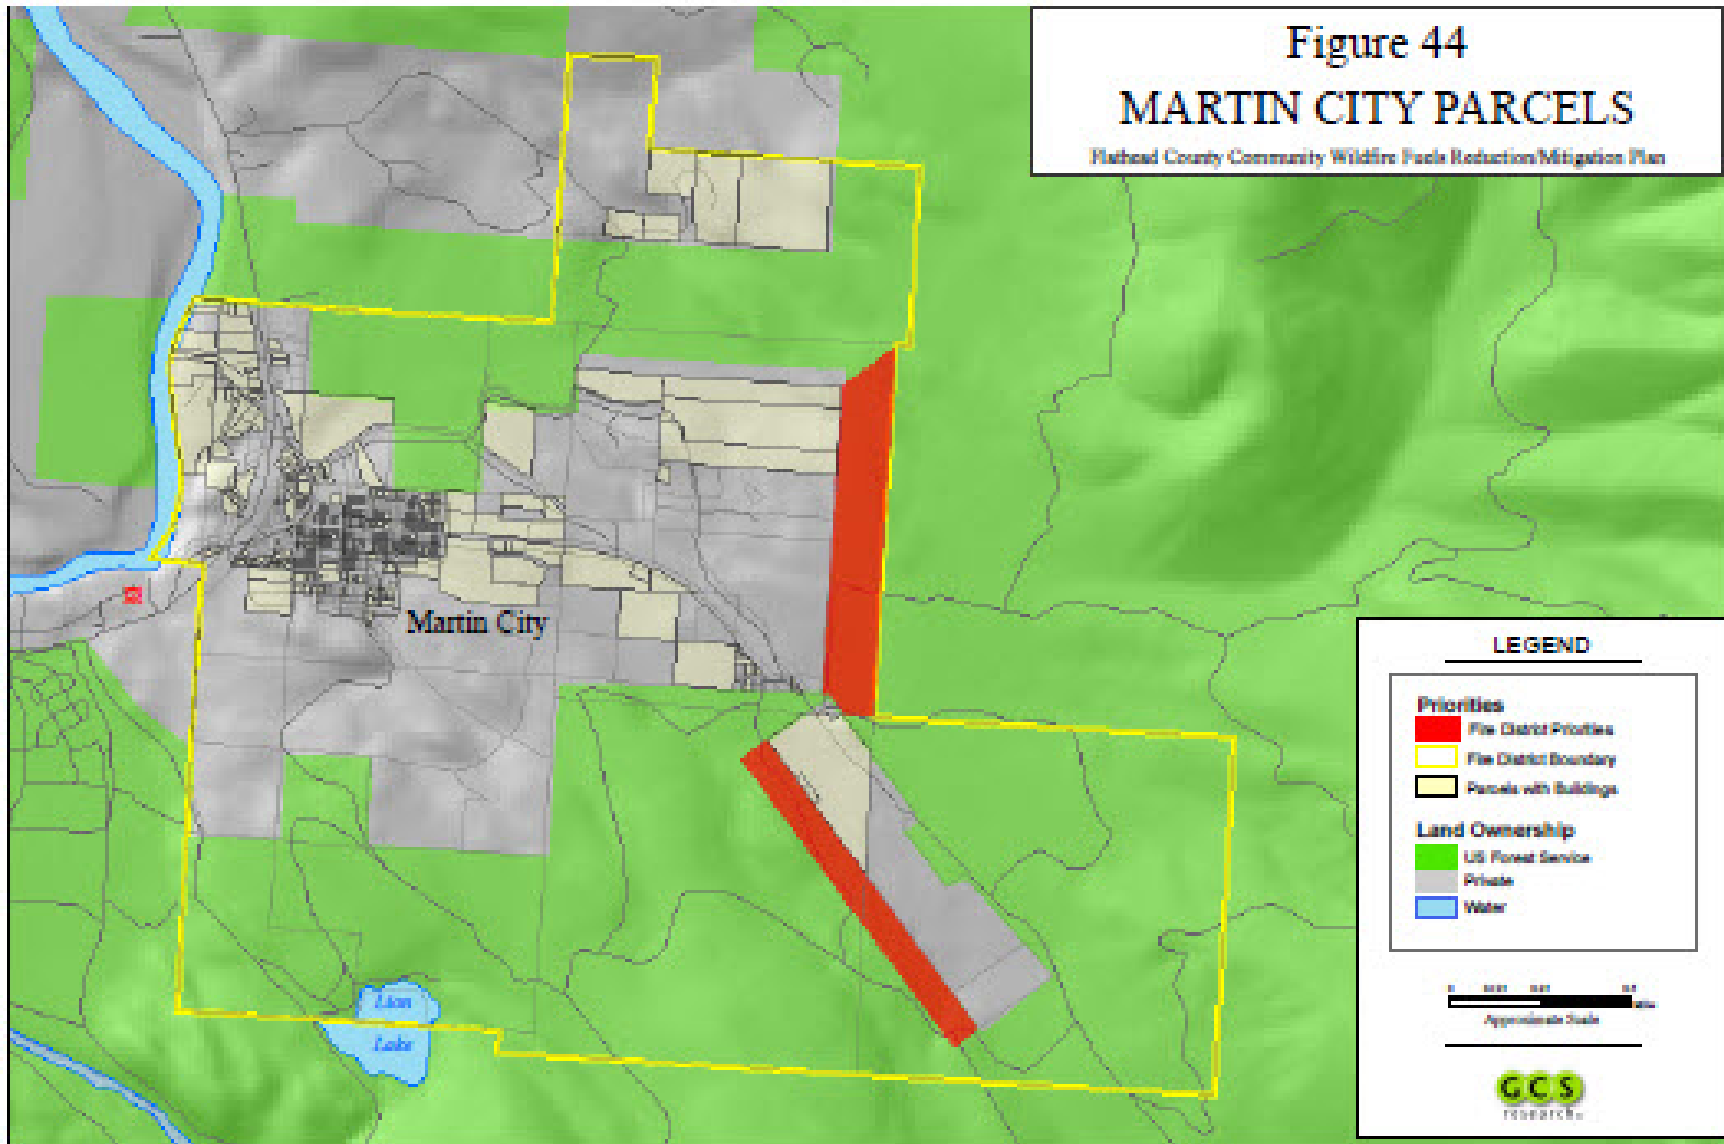 Figure 44
MARTIN CITY PARCELS
Flathead County Community Wildfire Fuels Reduction/Mitigation Plan
Martin City
Lion
Lake
LEGEND
Priorities
Fire District Priorities
Fire District Boundary
Parcels with Buildings
Land Ownership
US Forest Service
Private
Water
Approximate Scale
GCS
research